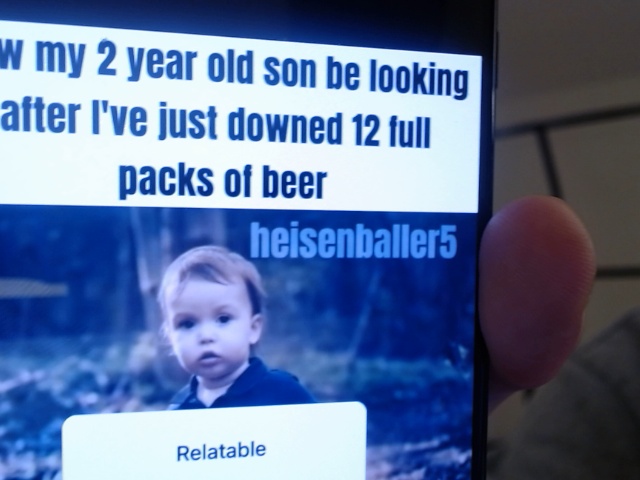 w my 2 year old son be looking
after I've just downed 12 full
packs of beer
heisenballer5
Relatable